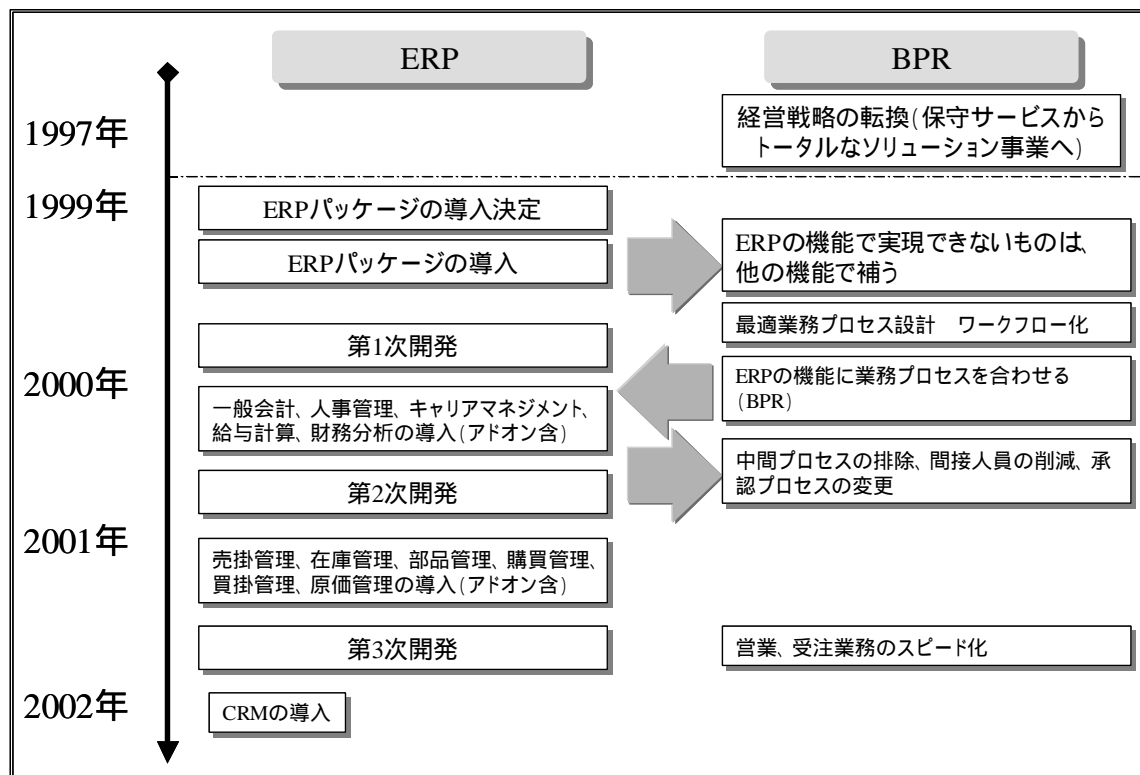 ERP
BPR
1997年
経営戦略の転換(保守サービスから
トータルなソリューション事業へ)
1999年
ERPパッケージの導入決定
ERPパッケージの導入
ERPの機能で実現できないものは、
他の機能で補う
最適業務プロセス設計　ワークフロー化
第1次開発
2000年
ERPの機能に業務プロセスを合わせる
(BPR)
一般会計、人事管理、キャリアマネジメント、
給与計算、財務分析の導入(アドオン含)
中間プロセスの排除、間接人員の削減、承
認プロセスの変更
第2次開発
2001年
売掛管理、在庫管理、部品管理、購買管理、
買掛管理、原価管理の導入(アドオン含)
第3次開発
営業、受注業務のスピード化
2002年
CRMの導入